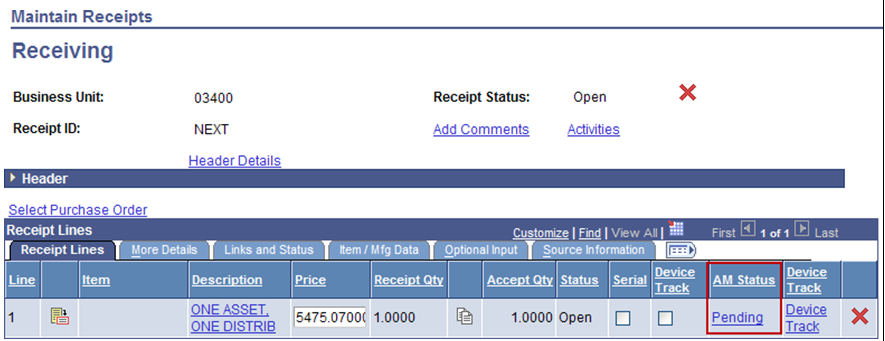 Maintain Receipts
Receiving
Business Unit: 03400 Receipt Status: Open
Receipt ID: NEXT Add Comments Activities
Header Details
Header
Select Purchase Order
Receipt Lines Customize | Find | View All | First 1 of 1 Last
Receipt Lines More Details Links and Status Item / Mfg Data Optional Input Source Information
Line Item Description Price Receipt Qty Accept Qty Status Serial Device Track AM Status Device Track
1 ONE ASSET, ONE DISTRIB 5475.0700 1.0000 1.0000 Open Pending Device Track